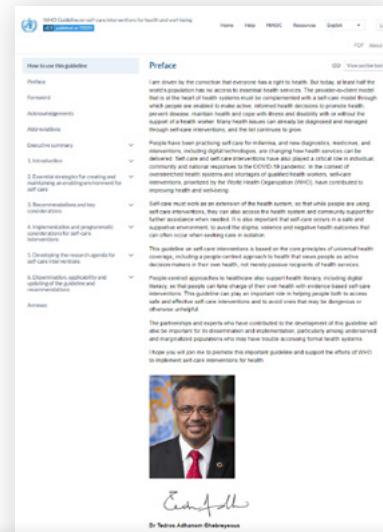 WHO Guideline on self-care interventions for health and well-being
Home Help MAGIC Resources English
PDF About
How to use this guideline
Preface
View section text
Preface
Foreword
Acknowledgements
Abbreviations
Executive summary
1. Introduction
2. Essential strategies for creating and
maintaining an enabling environment for
self care
3. Recommendations and key
considerations
4. Implementation and programmatic
considerations for self-care
interventions
5. Developing the research agenda for
self-care interventions
6. Dissemination, applicability and
updating of the guideline and
recommendations
Annexes
I am driven by the conviction that everyone has a right to health. But today, at least half the
world's population has no access to essential health services. The provider-to-client model
that is at the heart of health systems must be complemented with a self-care model through
which people are enabled to make active, informed health decisions to promote health,
prevent disease, maintain health and cope with illness and disability with or without the
support of a health worker. Many health issues can already be diagnosed and managed
through self-care interventions, and the list continues to grow.
People have been practising self-care for millennia, and new diagnostics, medicines, and
interventions, including digital technologies, are changing how health services can be
delivered. Self-care and self-care interventions have also played a critical role in individual,
community and national responses to the COVID-19 pandemic. In the context of
overstretched health systems and shortages of qualified health workers, self-care
interventions, prioritized by the World Health Organization (WHO), have contributed to
improving health and well-being.
Self-care must work as an extension of the health system, so that while people are using
self-care interventions, they can also access the health system and community support for
further assistance when needed. It is also important that self-care occurs in a safe and
supportive environment, to avoid the stigma, violence and negative health outcomes that
can often occur when seeking care in isolation.
This guideline on self-care interventions is based on the core principles of universal health
coverage, including a people-centred approach to health that views people as active
decision-makers in their own health, not merely passive recipients of health services.
People-centred approaches to healthcare also support health literacy, including digital
literacy, so that people can take charge of their own health with evidence-based self-care
interventions. This guideline can play an important role in helping people both to access
safe and effective self-care interventions and to avoid ones that may be dangerous or
otherwise unhelpful.
The partnerships and experts who have contributed to the development of this guideline will
also be important for its dissemination and implementation, particularly among underserved
and marginalized populations who may have trouble accessing formal health systems.
I hope you will join me to promote this important guideline and support the efforts of WHO
to implement self-care interventions for health.
Dr Tedros Adhanom Ghebreyesus